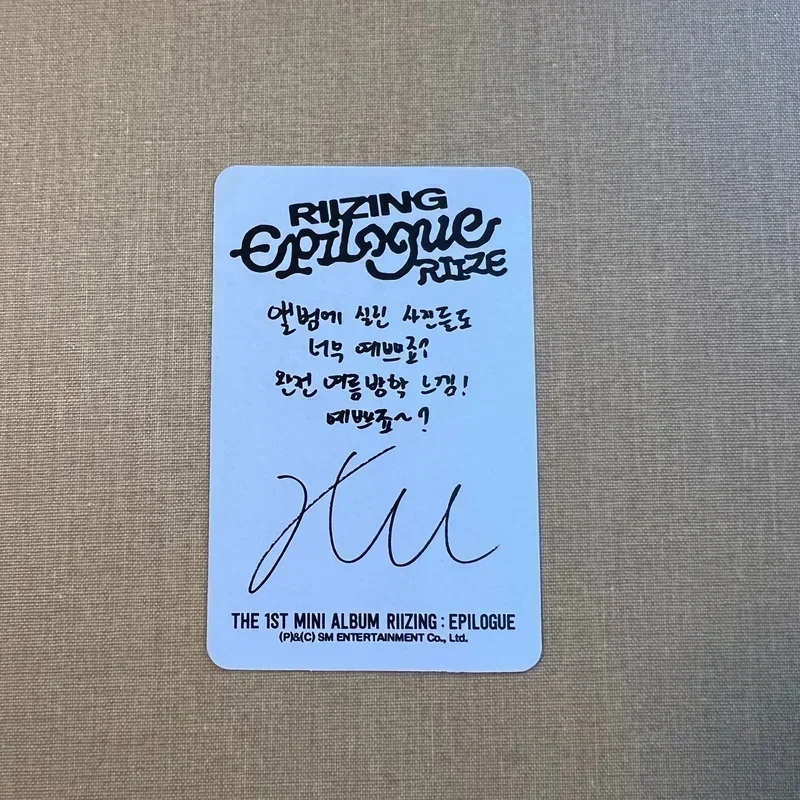 RIIZING
Epilogue
RIIZE
앨범에 실린 사진들도
너무 예쁘죠?
완전 여름방학 느낌!
예쁘죠~?
THE 1ST MINI ALBUM RIIZING : EPILOGUE
(P)&(C) SM ENTERTAINMENT Co., Ltd.